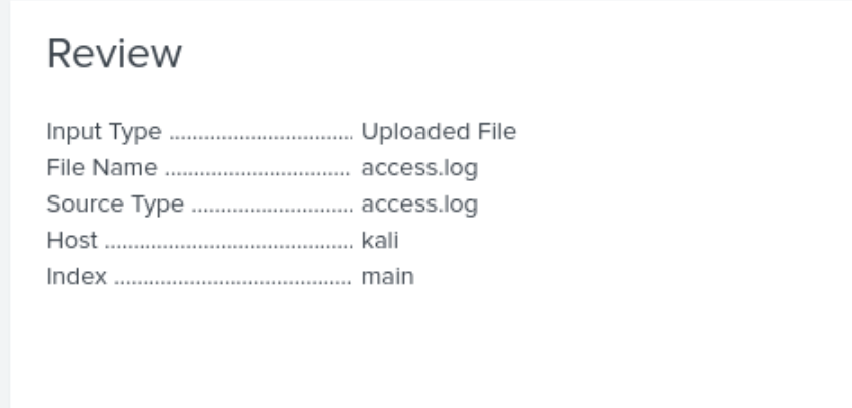 Review
Input Type ................................ Uploaded File
File Name ................................ access.log
Source Type ............................ access.log
Host ........................................... kali
Index ......................................... main